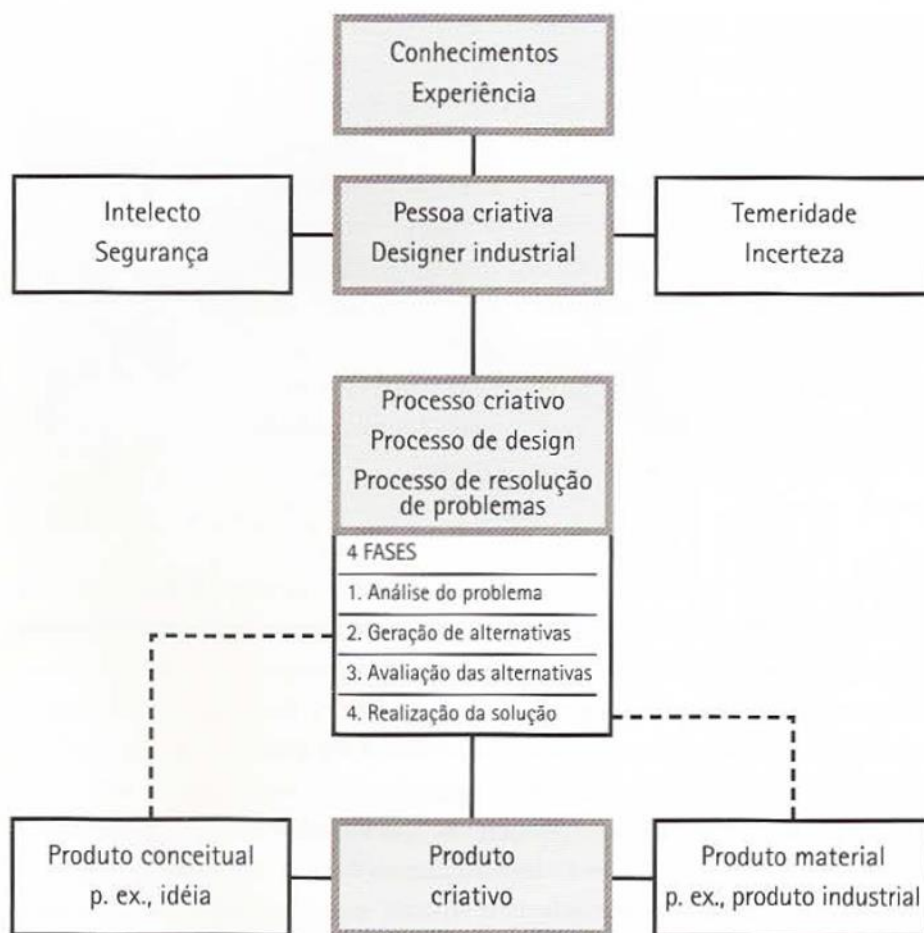 Conhecimentos
Experiência
Intelecto
Segurança
Pessoa criativa
Designer industrial
Temeridade
Incerteza
Processo criativo
Processo de design
Processo de resolução
de problemas
4 FASES
1. Análise do problema
2. Geração de alternativas
3. Avaliação das alternativas
4. Realização da solução
Produto conceitual
p. ex., idéia
Produto
criativo
Produto material
p. ex., produto industrial